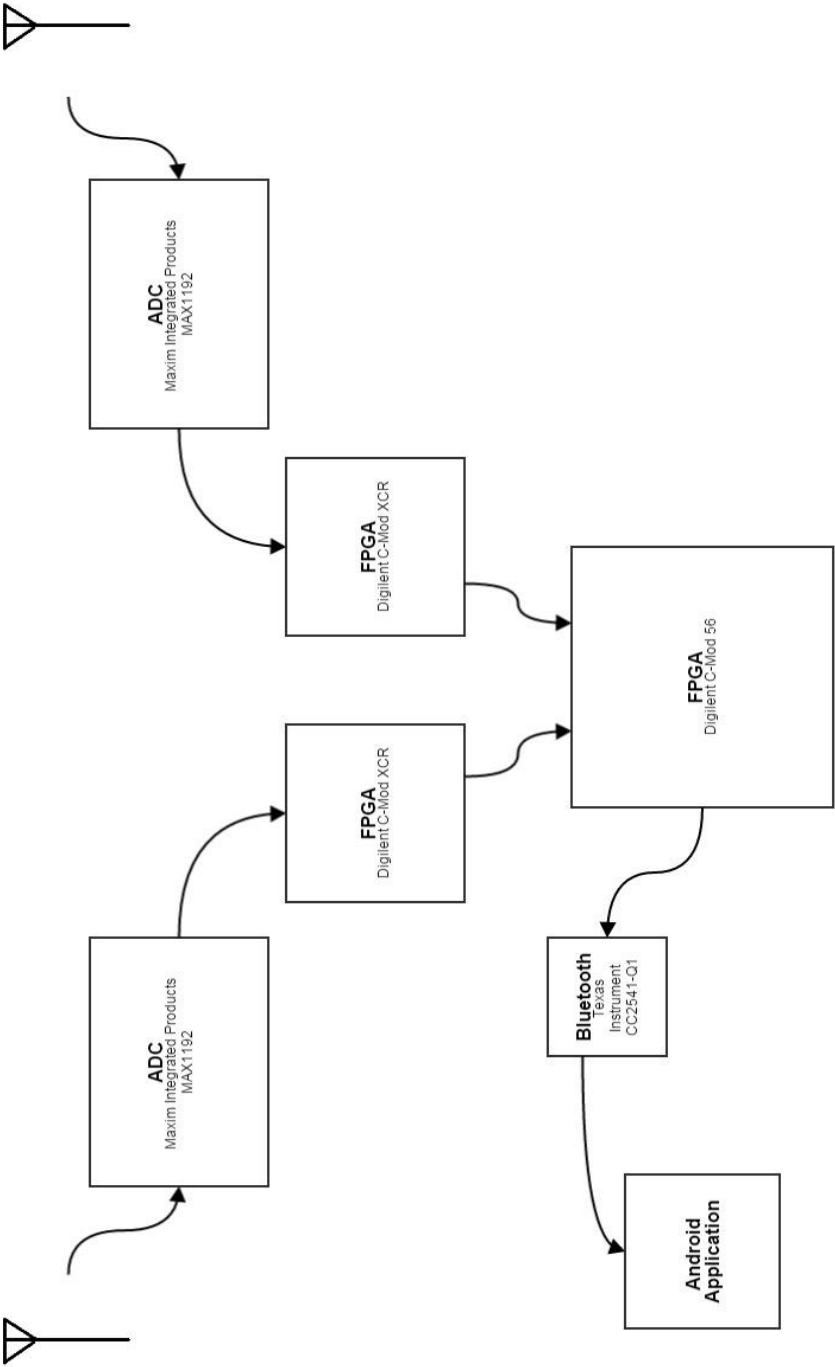 ADC
Maxim Integrated Products
MAX1192
ADC
Maxim Integrated Products
MAX1192
FPGA
Digilent C-Mod XCR
FPGA
Digilent C-Mod XCR
FPGA
Digilent C-Mod 56
Bluetooth
Texas
Instrument
CC2541-Q1
Android
Application